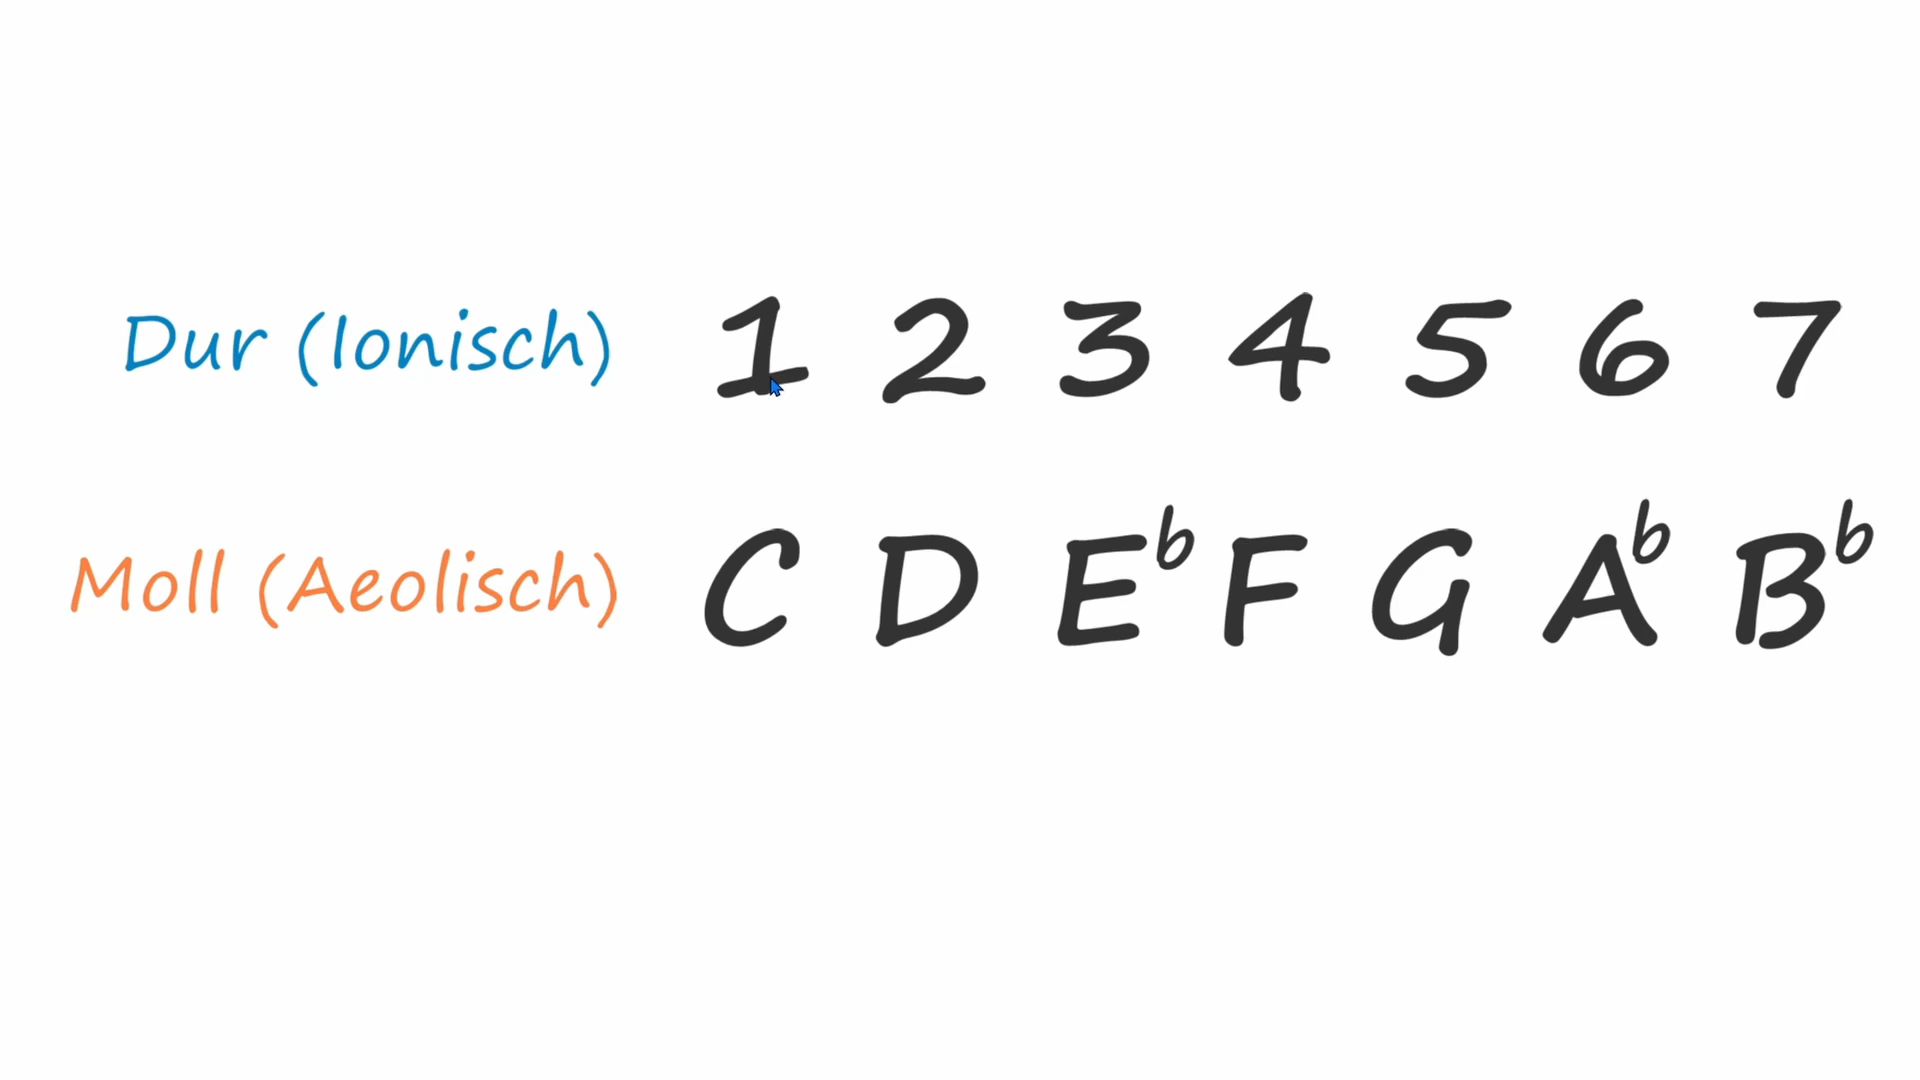 Dur (Ionisch) 1 2 3 4 5 6 7
Moll (Aeolisch) C D E♭ F G A♭ B♭